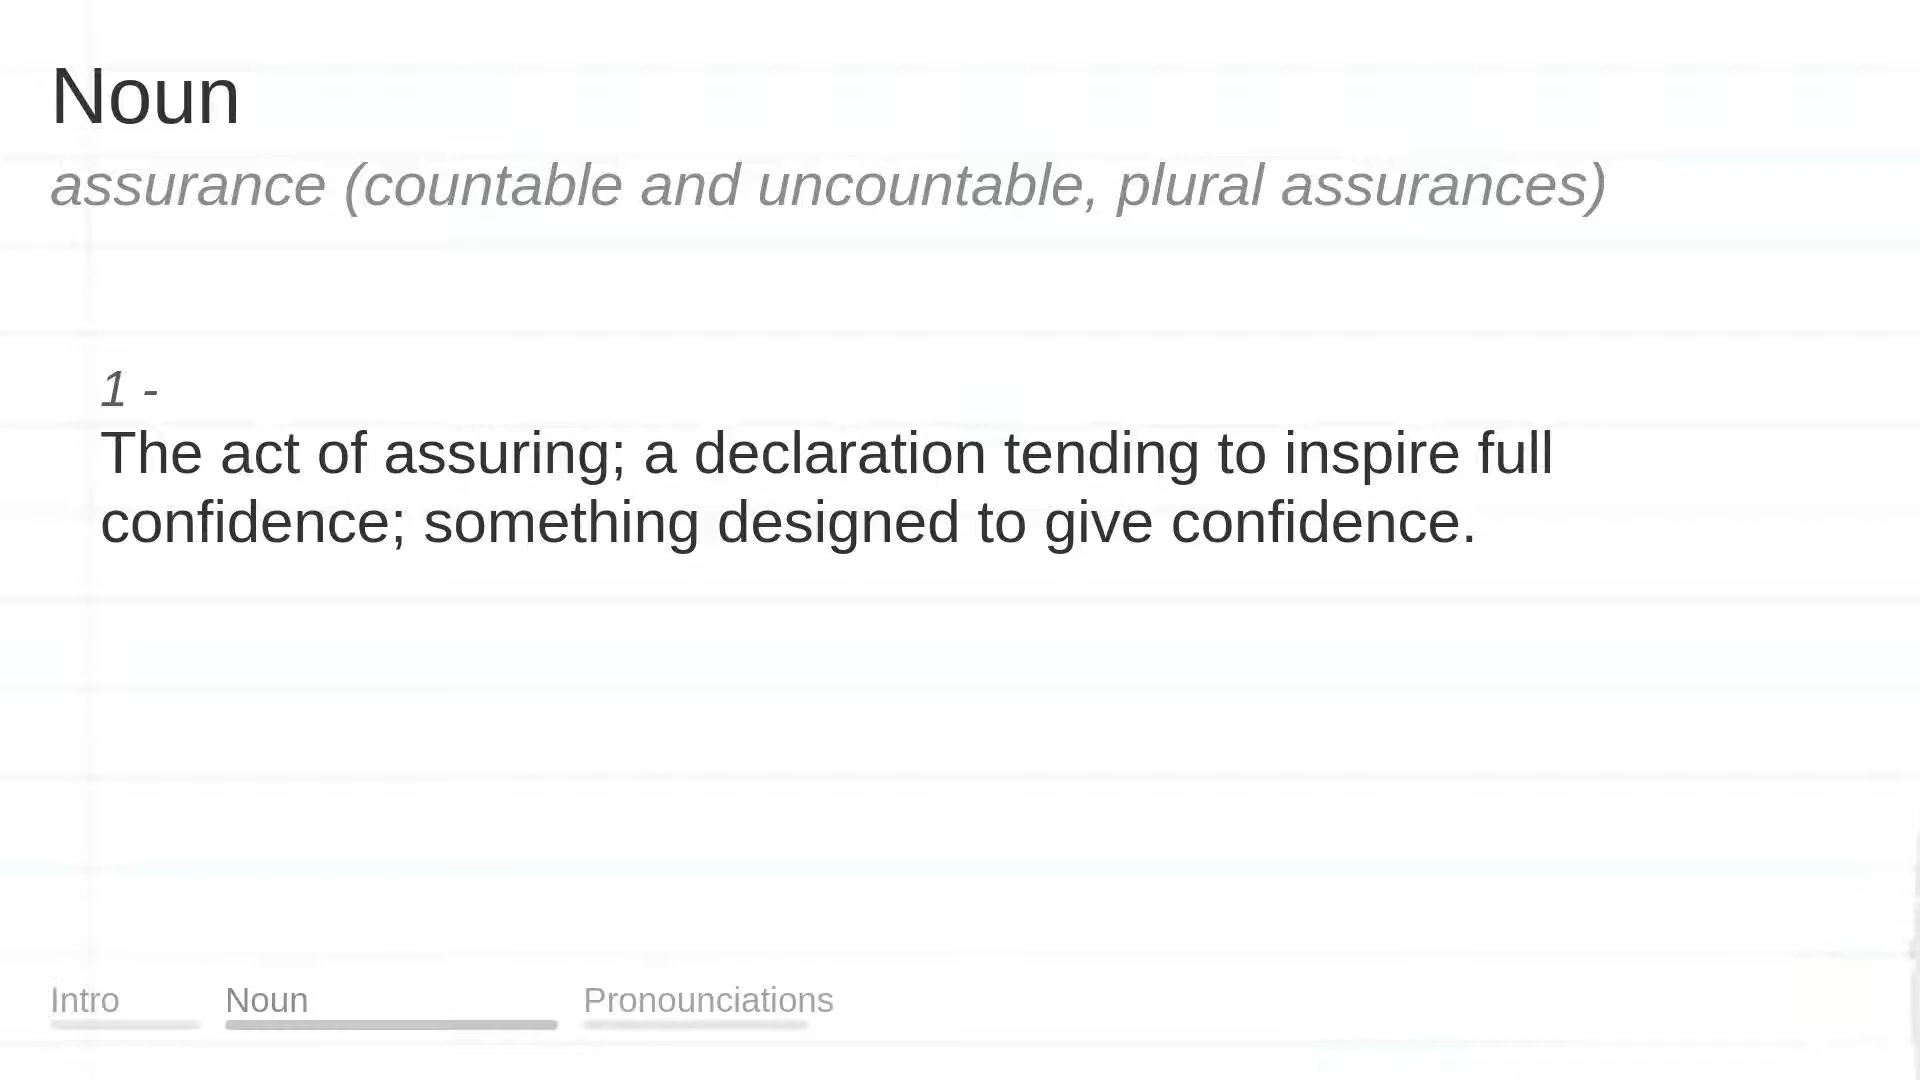 Noun
assurance (countable and uncountable, plural assurances)
1 -
The act of assuring; a declaration tending to inspire full
confidence; something designed to give confidence.
Intro
Noun
Pronounciations